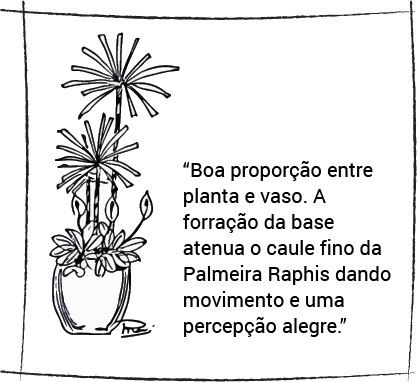 “Boa proporção entre
planta e vaso. A
forração da base
atenua o caule fino da
Palmeira Raphis dando
movimento e uma
percepção alegre.”